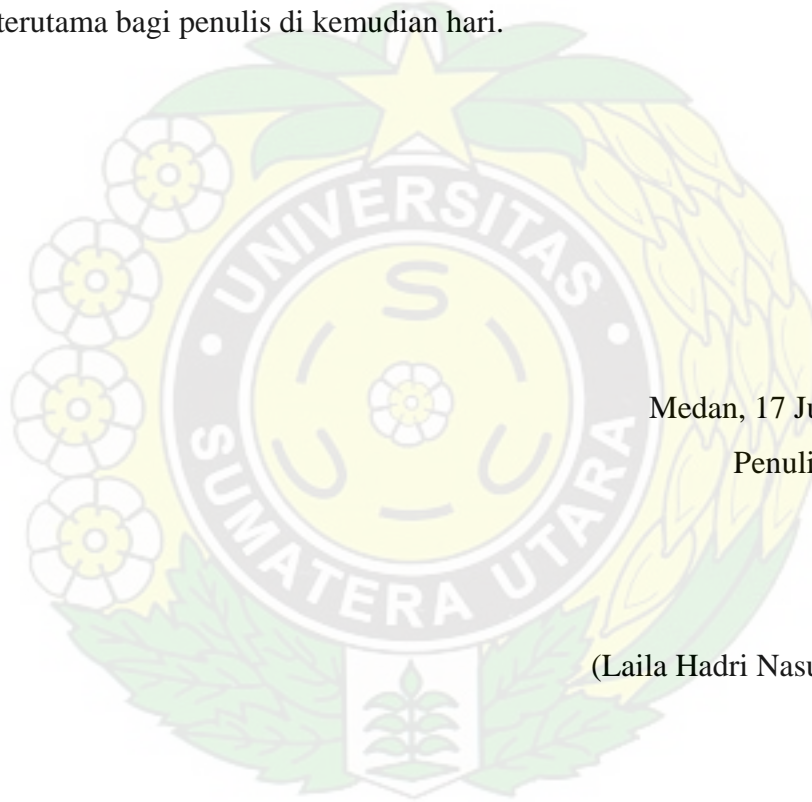 terutama bagi penulis di kemudian hari.
UNIVERSITAS
S
U U
SUMATERA UTARA
Medan, 17 Ju
Penuli
(Laila Hadri Nasu